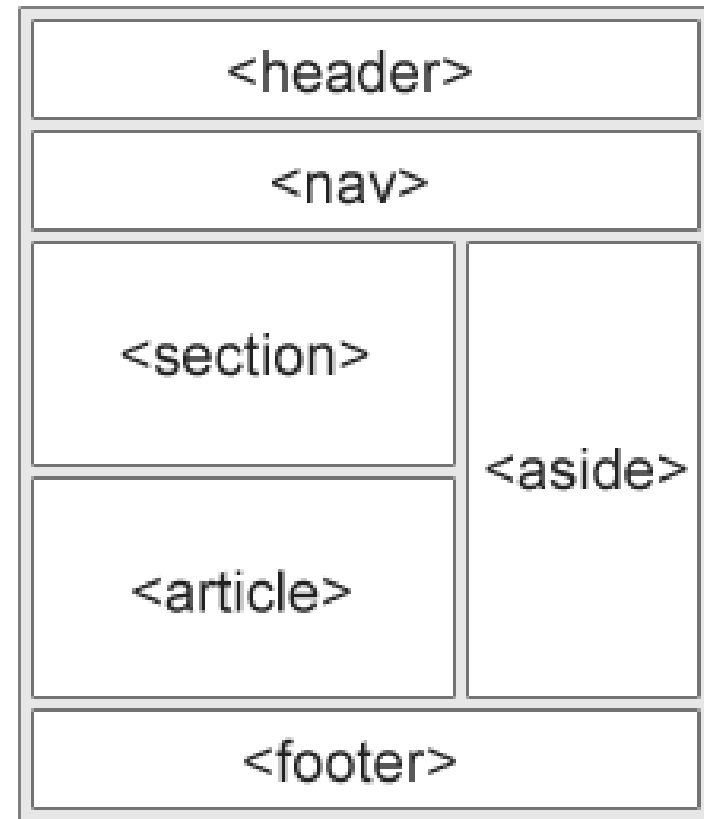 <header>
<nav>
<section>
<aside>
<article>
<footer>